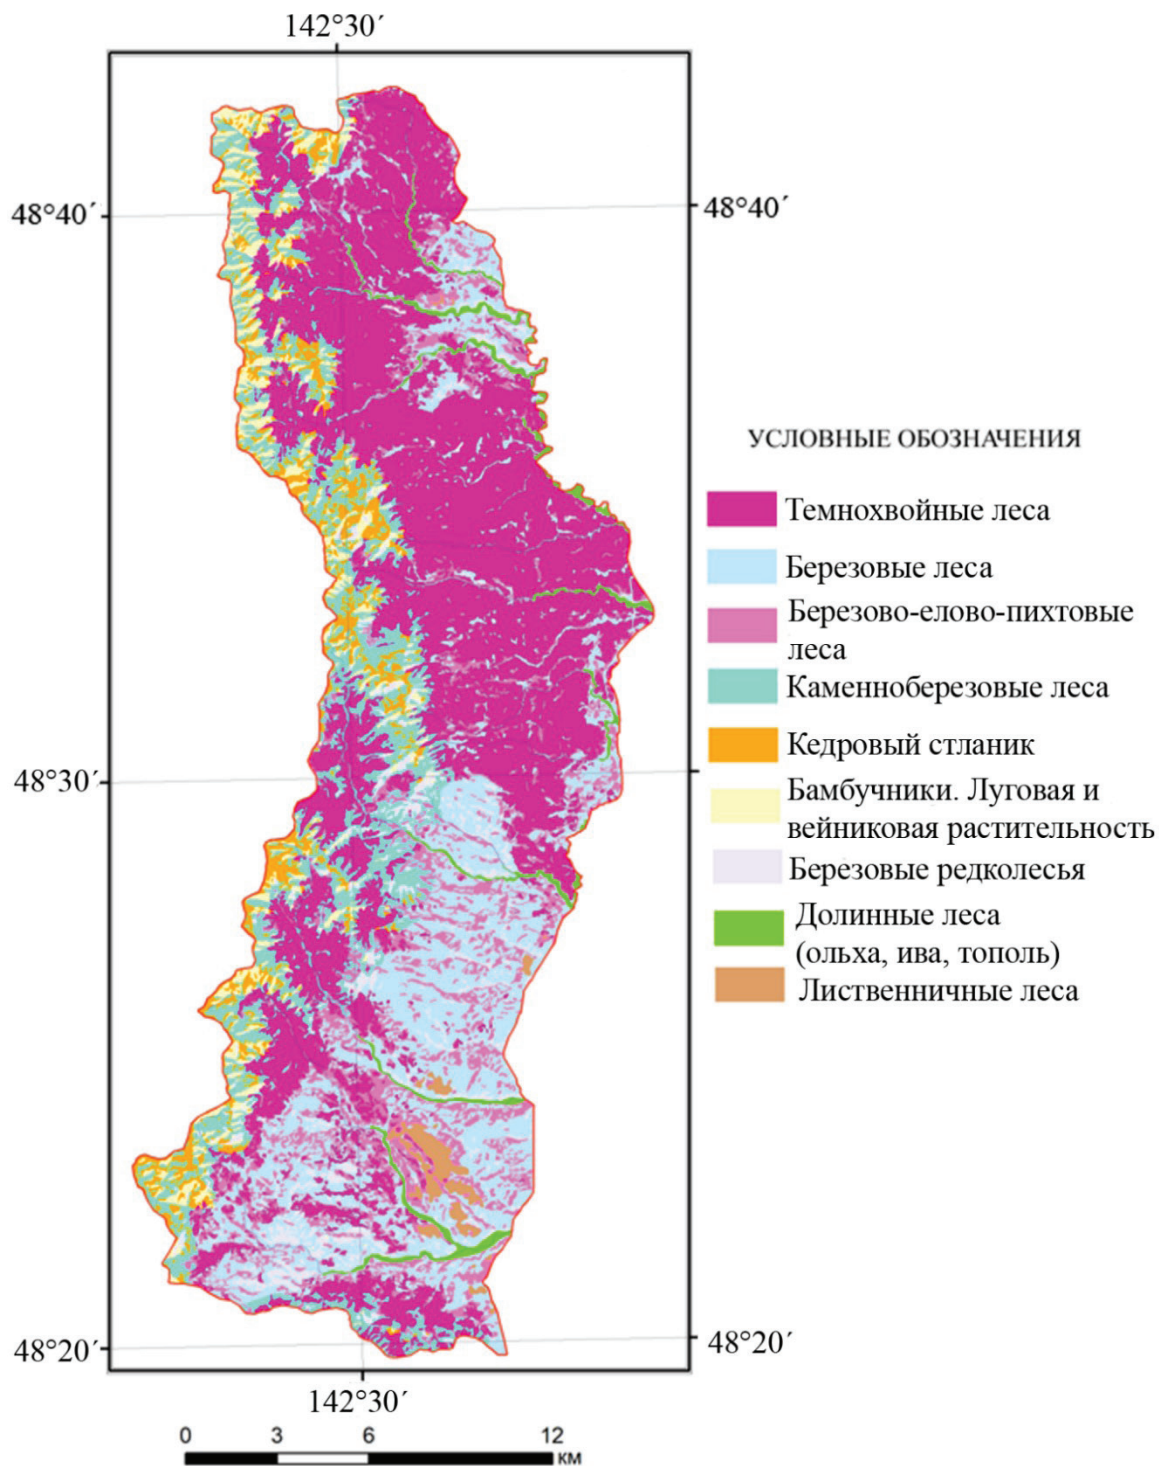 142°30´
48°40´
48°40´
УСЛОВНЫЕ ОБОЗНАЧЕНИЯ
Темнохвойные леса
Березовые леса
Березово-елово-пихтовые
леса
Каменноберезовые леса
Кедровый стланик
48°30´
Бамбучники. Луговая и
вейниковая растительность
Березовые редколесья
Долинные леса
(ольха, ива, тополь)
Лиственничные леса
48°20´
48°20´
142°30´
0 3 6 12
км